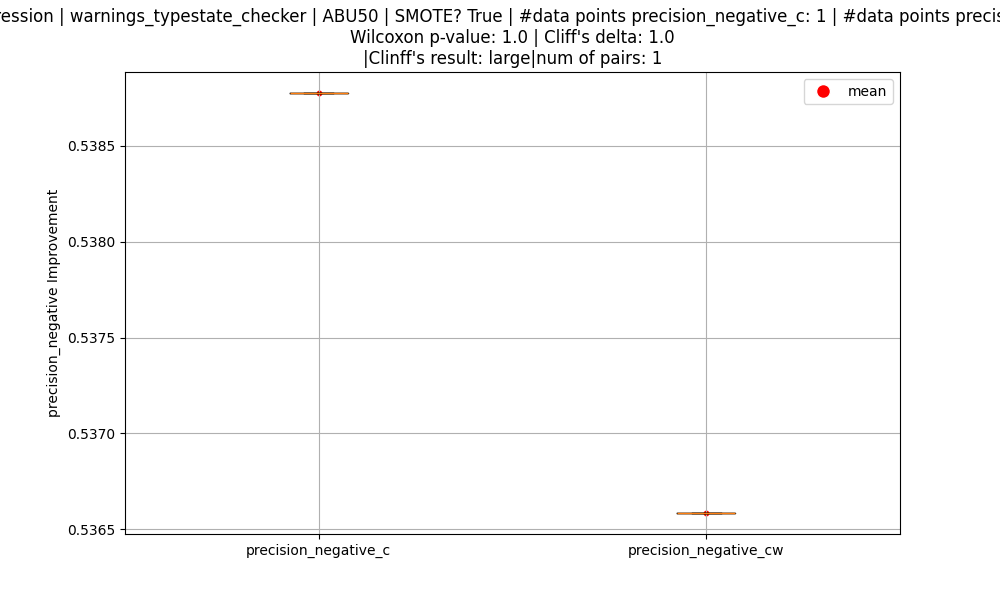 ression | warnings_typestate_checker | ABU50 | SMOTE? True | #data points precision_negative_c: 1 | #data points precis
Wilcoxon p-value: 1.0 | Cliff's delta: 1.0
|Clinff's result: large|num of pairs: 1
mean
precision_negative Improvement
0.5385
0.5380
0.5375
0.5370
0.5365
precision_negative_c
precision_negative_cw